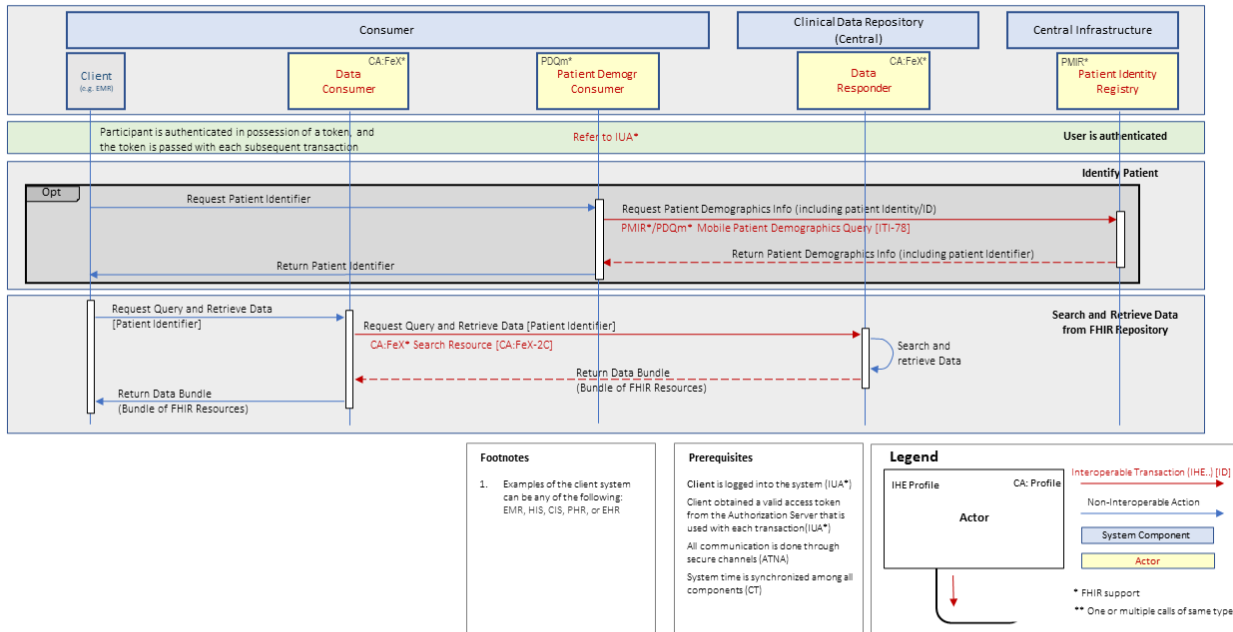 Consumer
Clinical Data Repository
(Central)
Central Infrastructure
Client
(e.g. EMR)
CA:FeX*
Data
Consumer
PDQm*
Patient Demogr
Consumer
CA:FeX*
Data
Responder
PMIR*
Patient Identity
Registry
Participant is authenticated in possession of a token, and
the token is passed with each subsequent transaction
Refer to IUA*
User is authenticated
Identify Patient
Opt
Request Patient Identifier
Request Patient Demographics Info (including patient Identity/ID)
PMIR*/PDQm* Mobile Patient Demographics Query [ITI-78]
Return Patient Demographics Info (including patient Identifier)
Return Patient Identifier
Search and Retrieve Data
from FHIR Repository
Request Query and Retrieve Data
[Patient Identifier]
Request Query and Retrieve Data [Patient Identifier]
CA:FeX* Search Resource [CA:FeX-2C]
Search and
retrieve Data
Return Data Bundle
(Bundle of FHIR Resources)
Return Data Bundle
(Bundle of FHIR Resources)
Footnotes
1. Examples of the client system
can be any of the following:
EMR, HIS, CIS, PHR, or EHR
Prerequisites
Client is logged into the system (IUA*)
Client obtained a valid access token
from the Authorization Server that is
used with each transaction(IUA*)
All communication is done through
secure channels (ATNA)
System time is synchronized among all
components (CT)
Legend
IHE Profile
CA: Profile
Actor
Interoperable Transaction (IHE..) [ID]
Non-Interoperable Action
System Component
Actor
* FHIR support
** One or multiple calls of same type